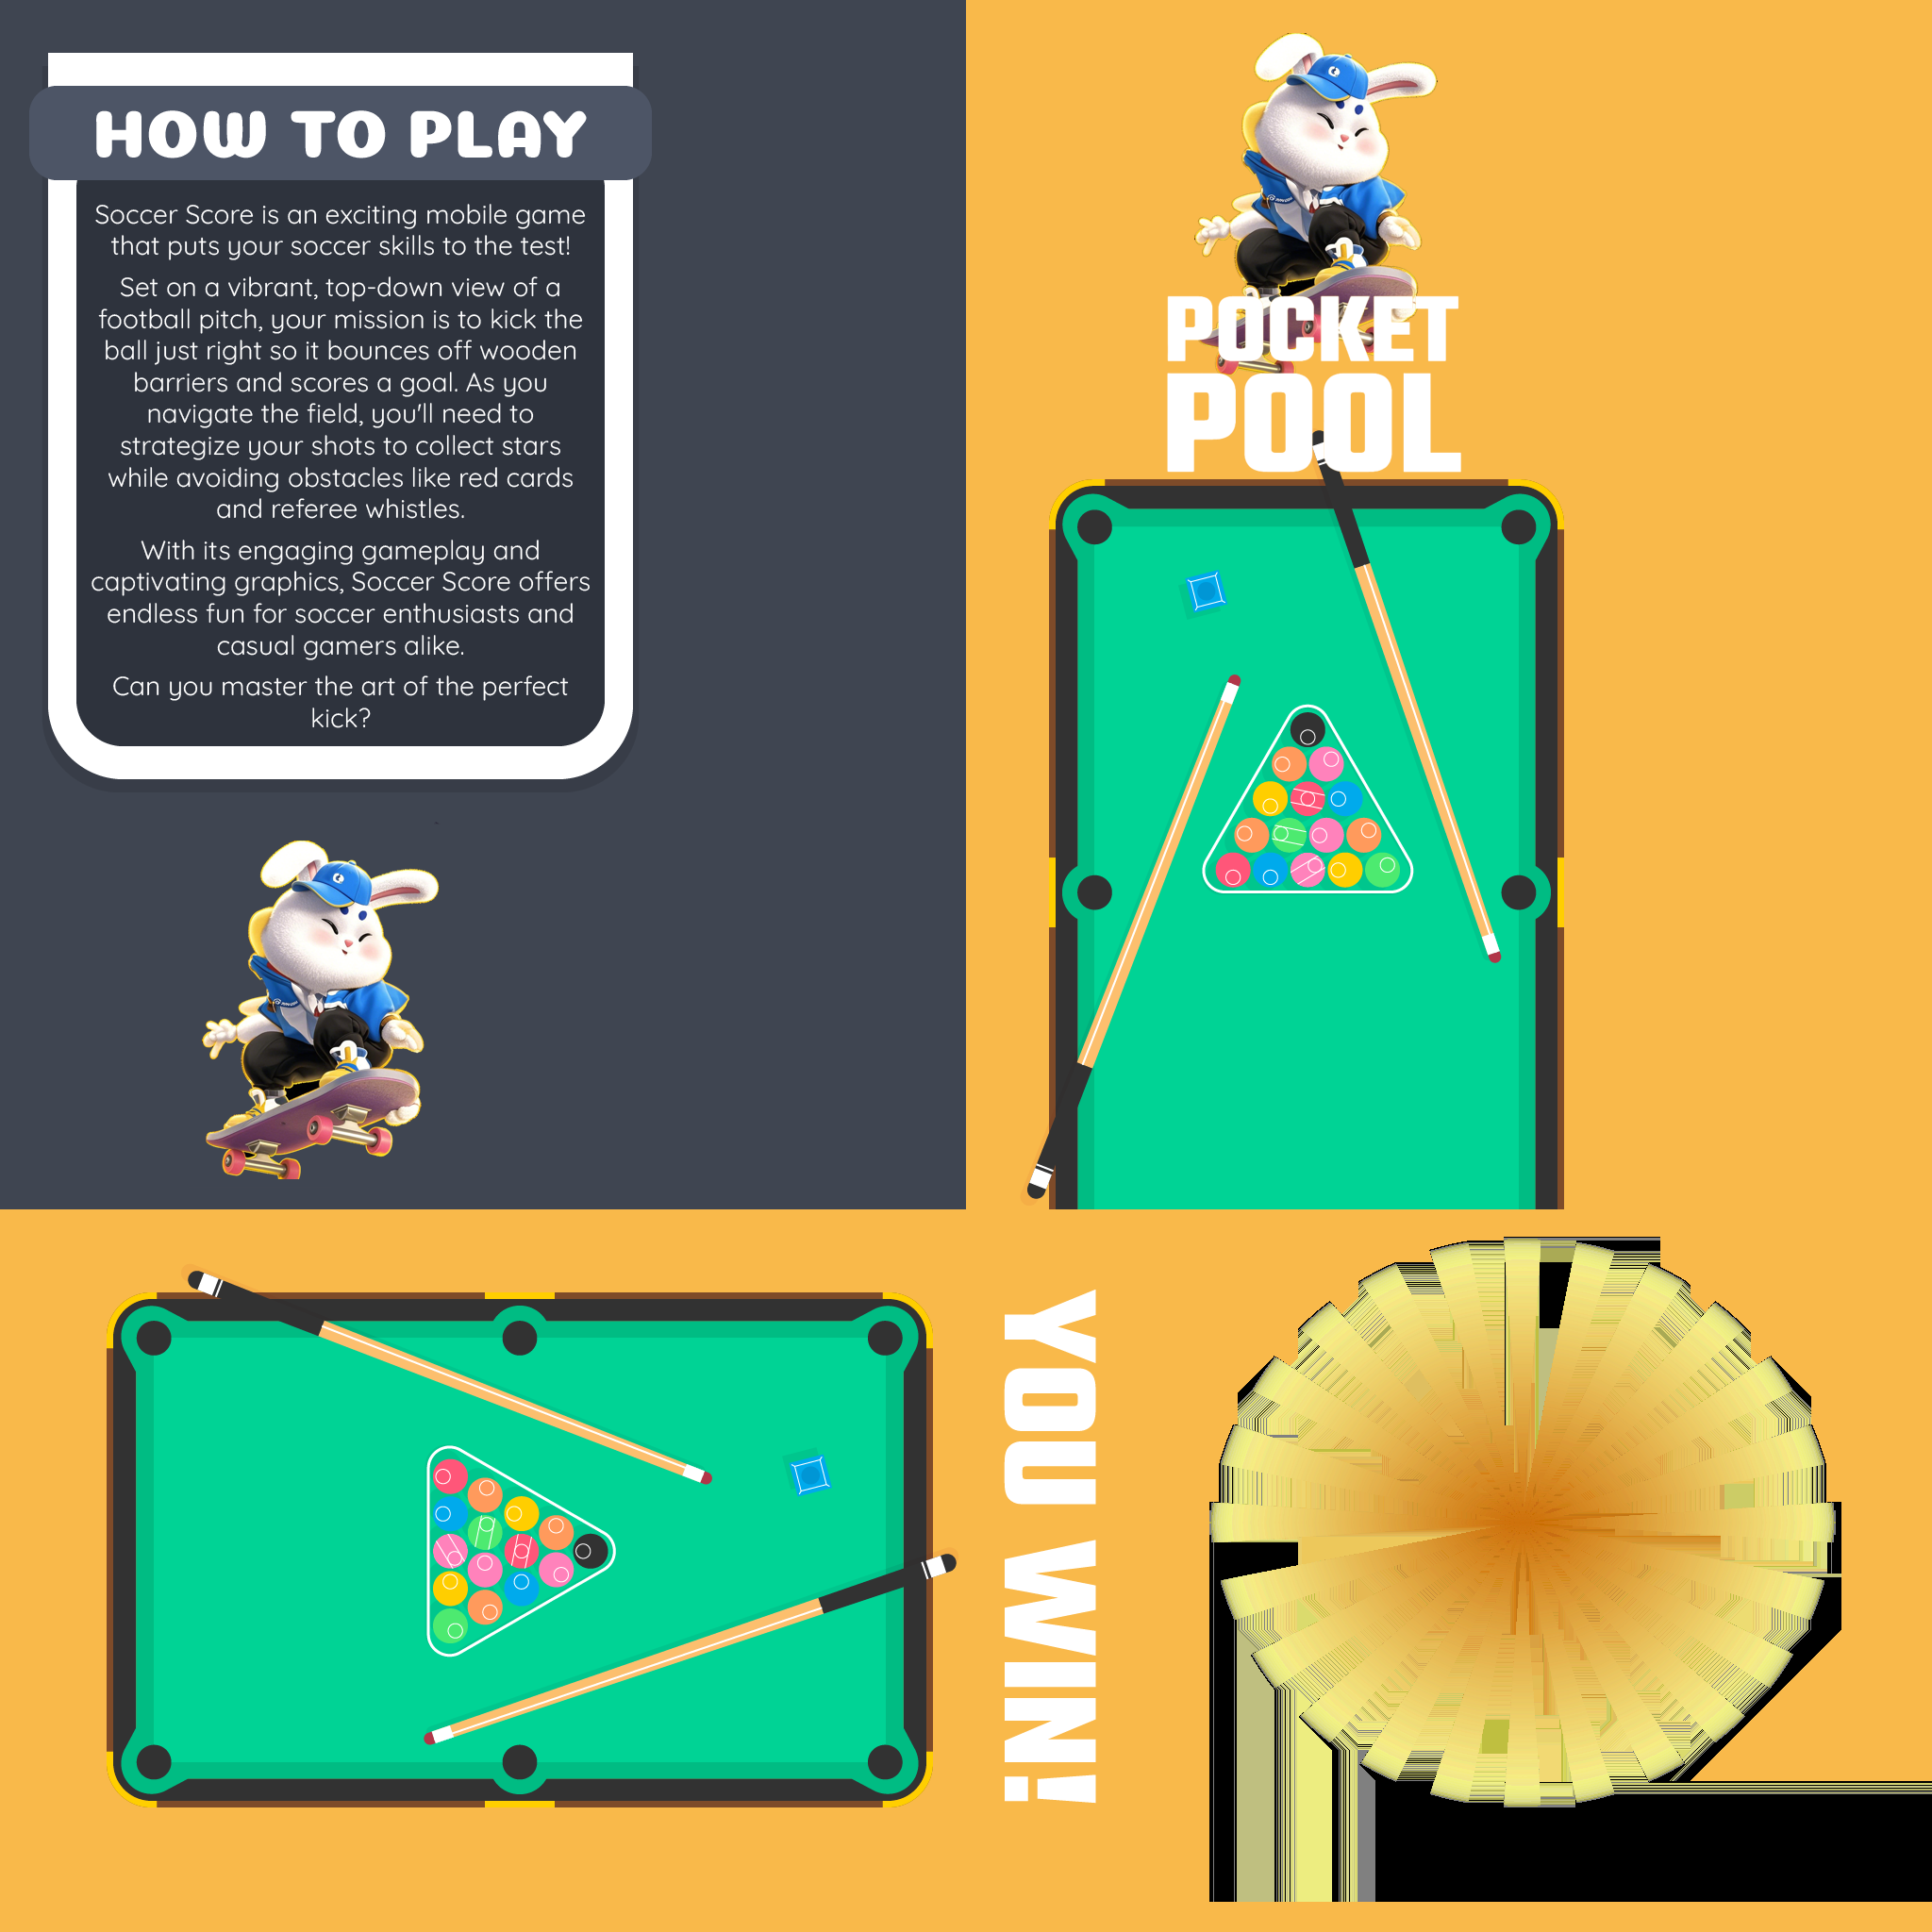 HOW TO PLAY
Soccer Score is an exciting mobile game
that puts your soccer skills to the test!
Set on a vibrant, top-down view of a
football pitch, your mission is to kick the
ball just right so it bounces off wooden
barriers and scores a goal. As you
navigate the field, you'll need to
strategize your shots to collect stars
while avoiding obstacles like red cards
and referee whistles.
With its engaging gameplay and
captivating graphics, Soccer Score offers
endless fun for soccer enthusiasts and
casual gamers alike.
Can you master the art of the perfect
kick?
POCKET
POOL
YOU WIN!